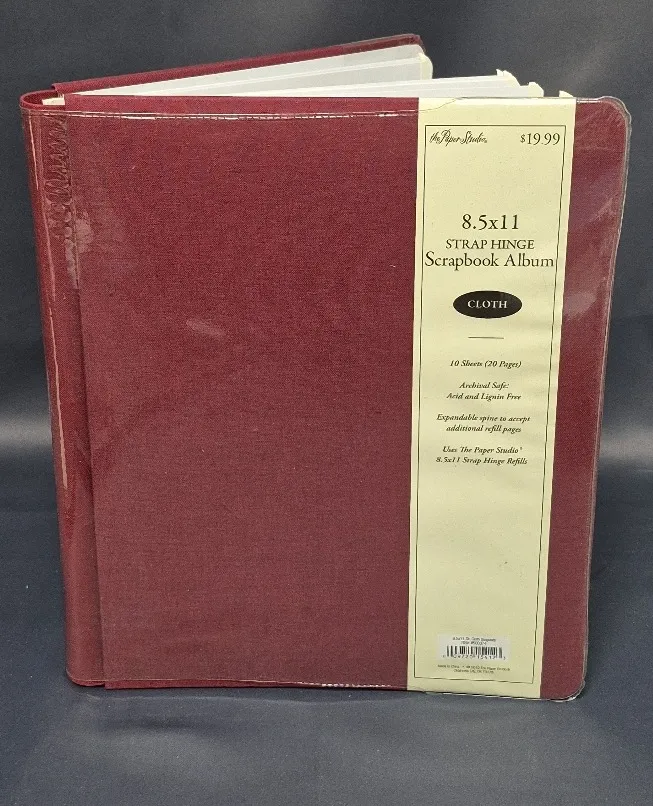 the Paper Studio $19.99
8.5x11
STRAP HINGE
Scrapbook Album
CLOTH
10 Sheets (20 Pages)
Archival Safe:
Acid and Lignin Free
Expandable spine to accept
additional refill pages
Uses The Paper Studio
8.5x11 Strap Hinge Refills